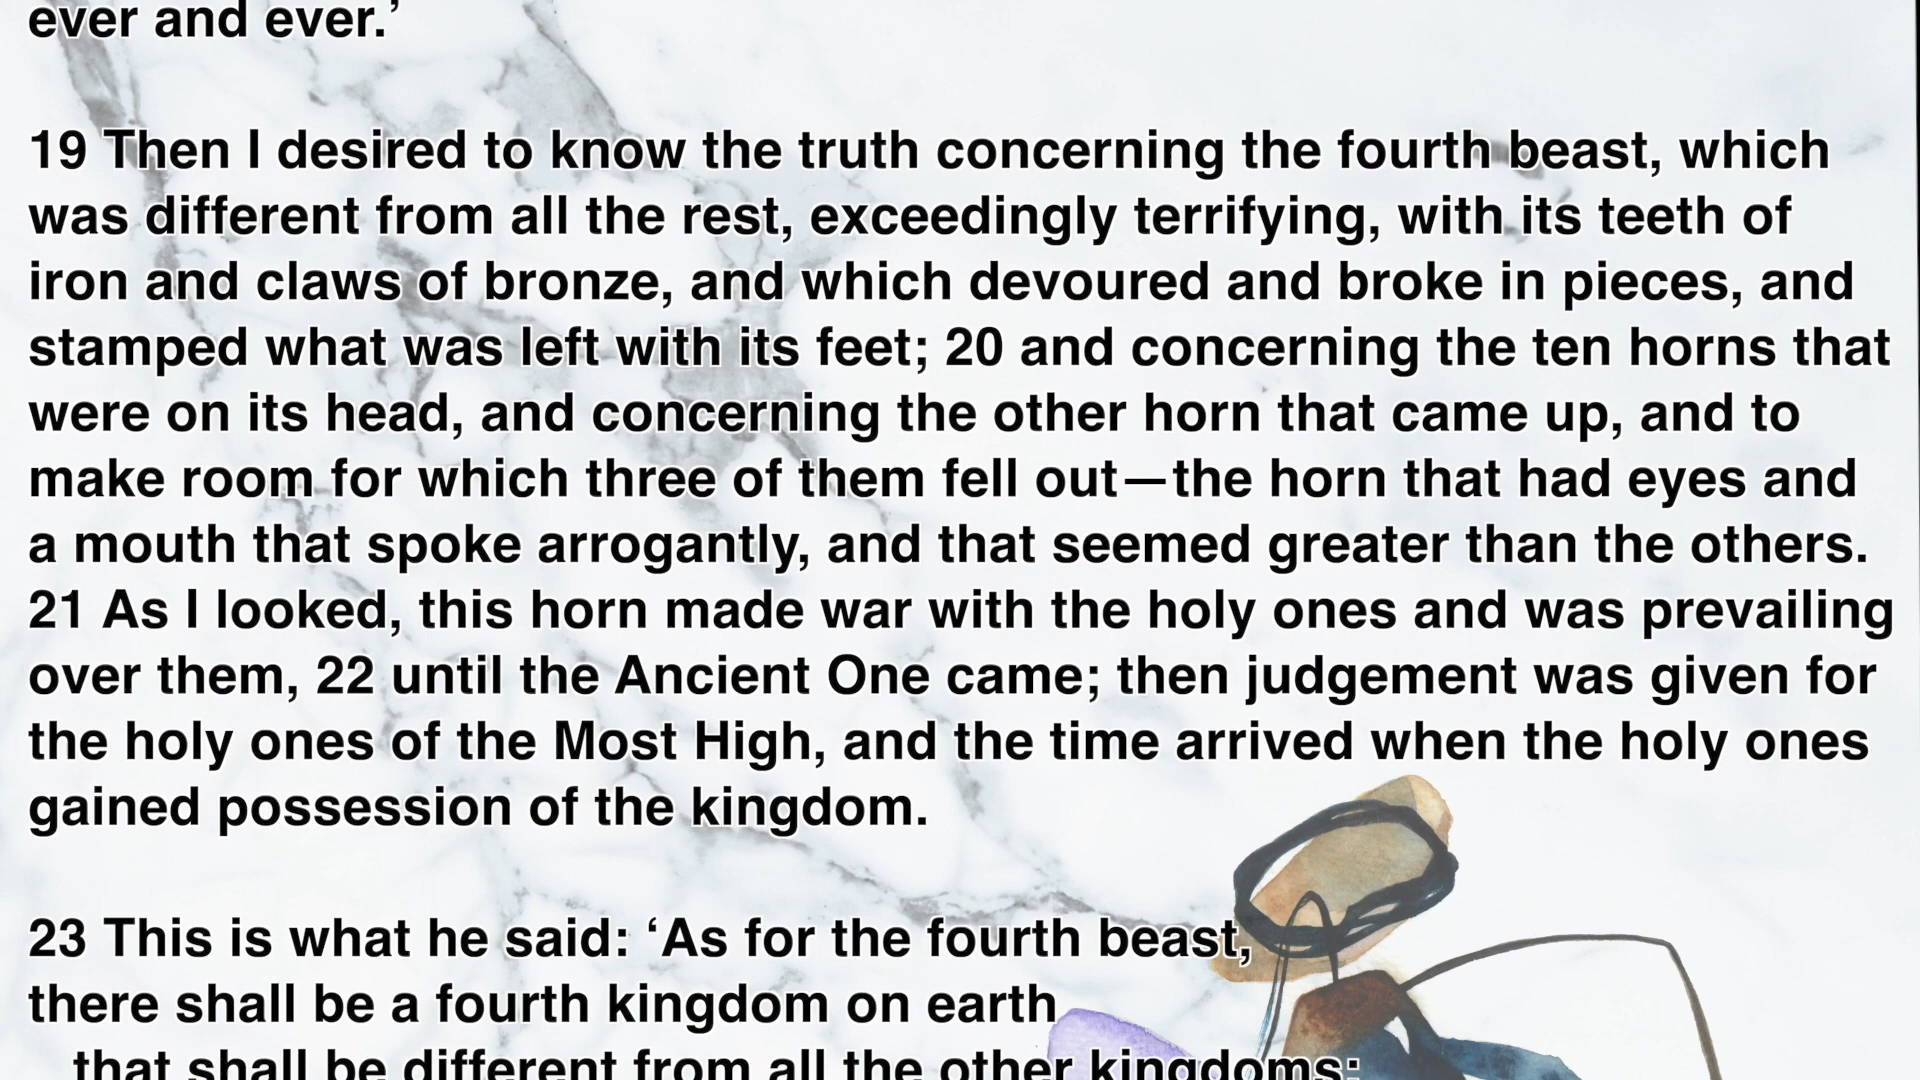 ever and ever.’
19 Then I desired to know the truth concerning the fourth beast, which
was different from all the rest, exceedingly terrifying, with its teeth of
iron and claws of bronze, and which devoured and broke in pieces, and
stamped what was left with its feet; 20 and concerning the ten horns that
were on its head, and concerning the other horn that came up, and to
make room for which three of them fell out—the horn that had eyes and
a mouth that spoke arrogantly, and that seemed greater than the others.
21 As I looked, this horn made war with the holy ones and was prevailing
over them, 22 until the Ancient One came; then judgement was given for
the holy ones of the Most High, and the time arrived when the holy ones
gained possession of the kingdom.
23 This is what he said: ‘As for the fourth beast,
there shall be a fourth kingdom on earth
that shall be different from all the other kingdoms;